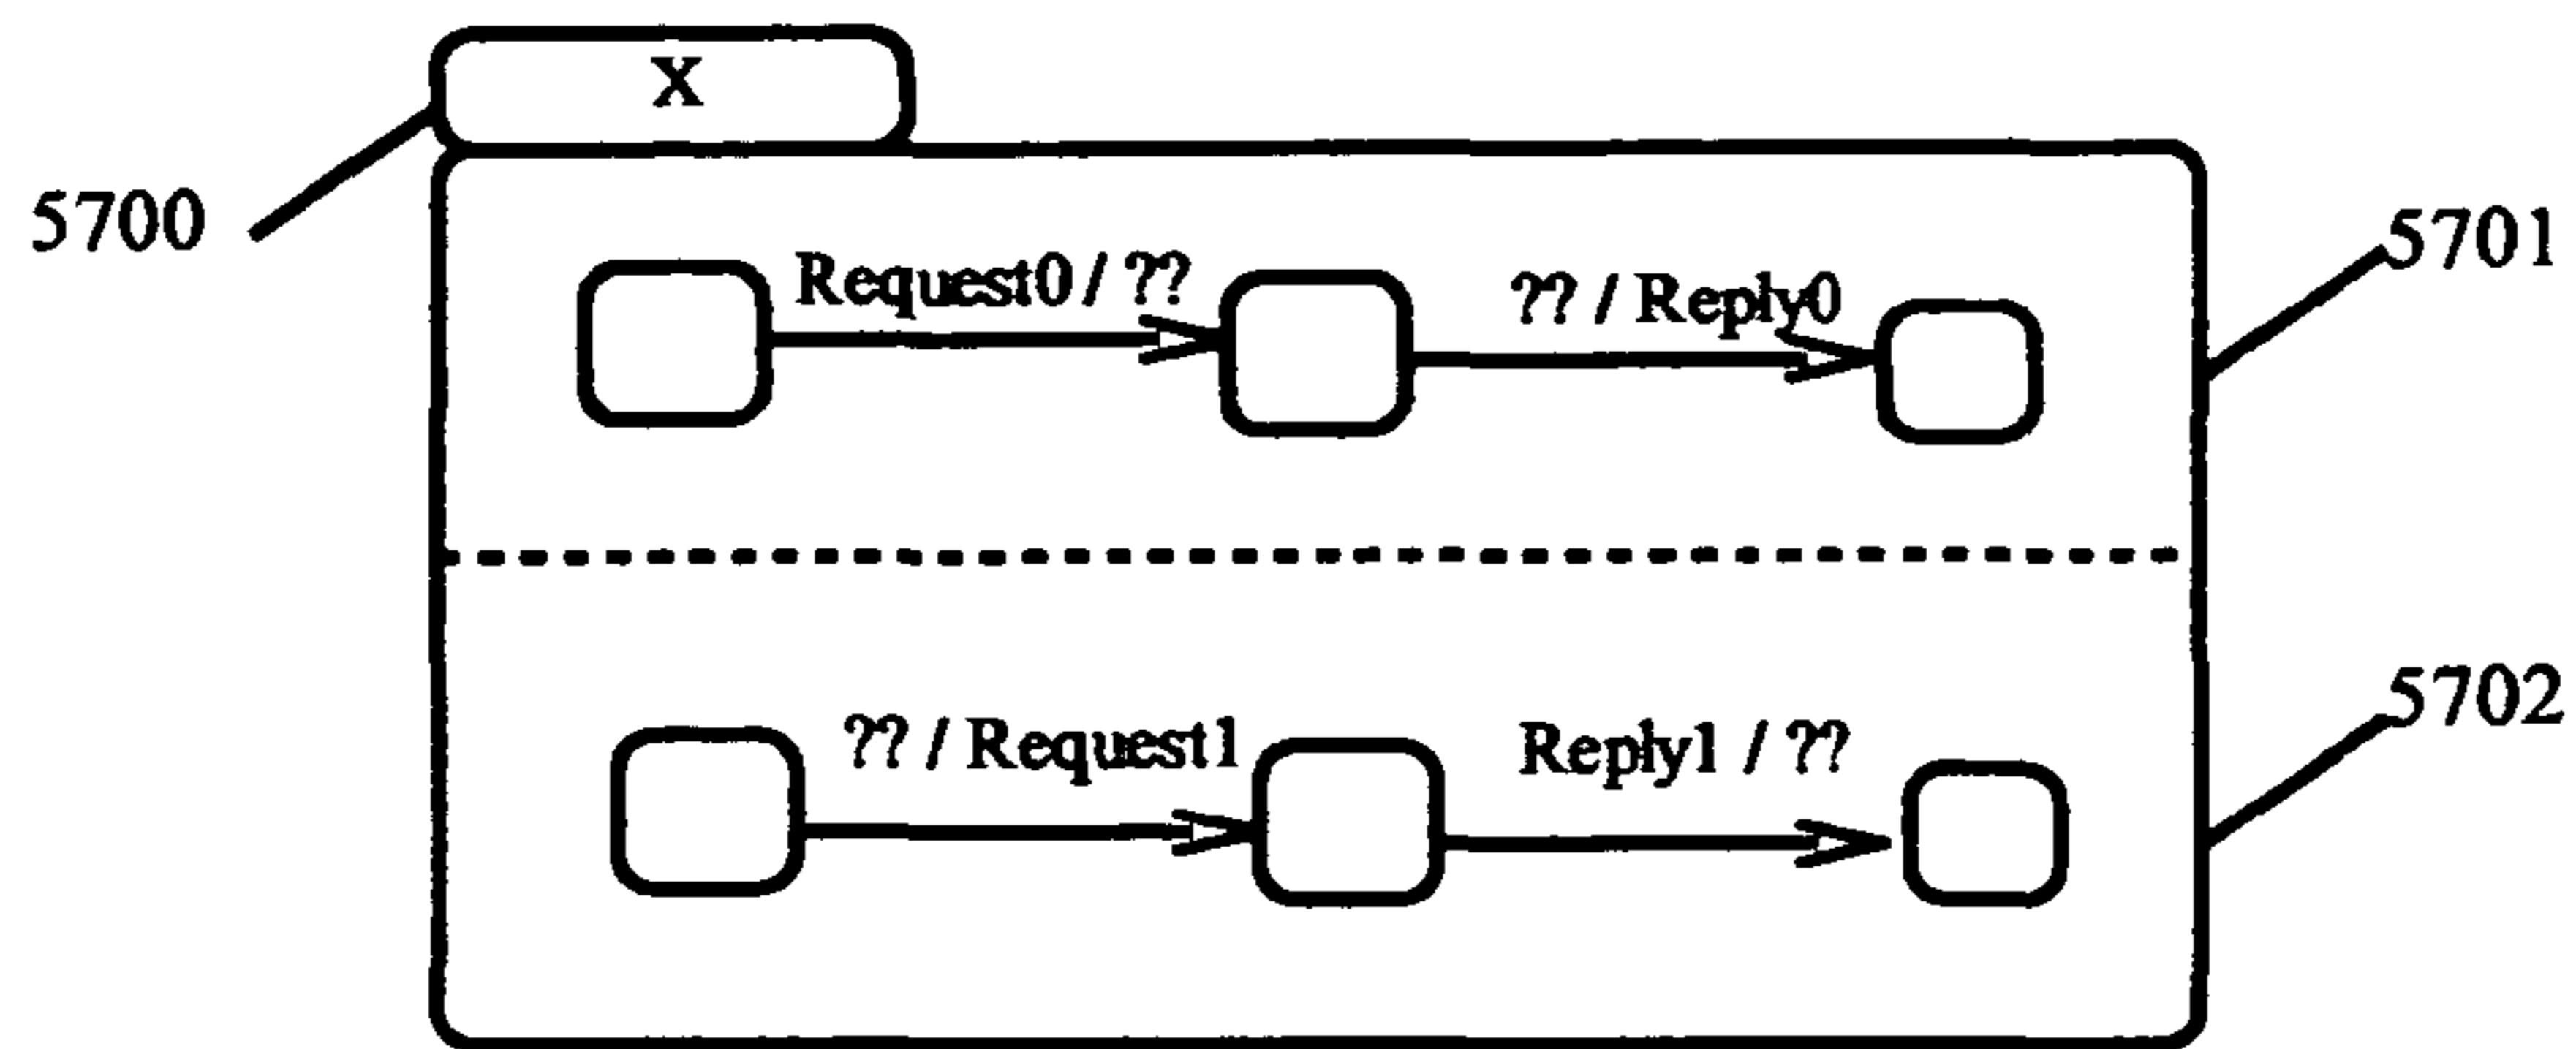 X
5700
5701
Request0 / ??
?? / Reply0
5702
?? / Request1
Reply1 / ??